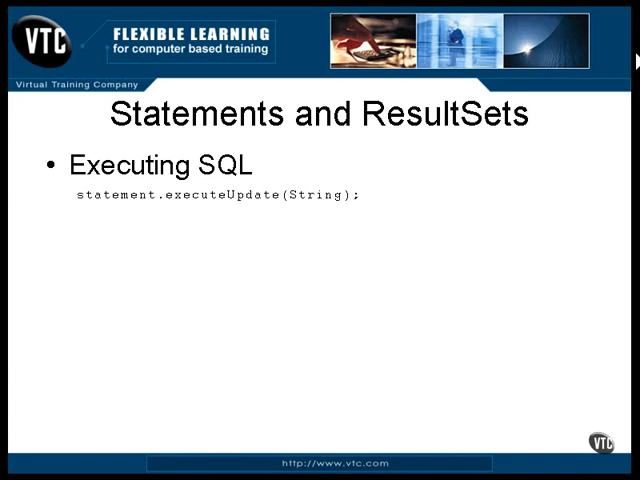 VTC
FLEXIBLE LEARNING
for computer based training
Virtual Training Company
Statements and ResultSets
• Executing SQL
statement.executeUpdate(String);
VTC
http://www.vtc.com